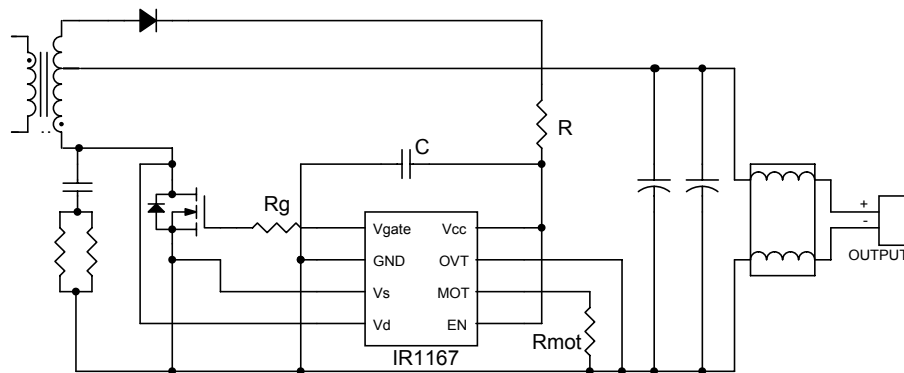 R
C
Rg
Vgate
Vcc
GND
OVT
Vs
MOT
Vd
EN
Rmot
IR1167
+
-
OUTPUT